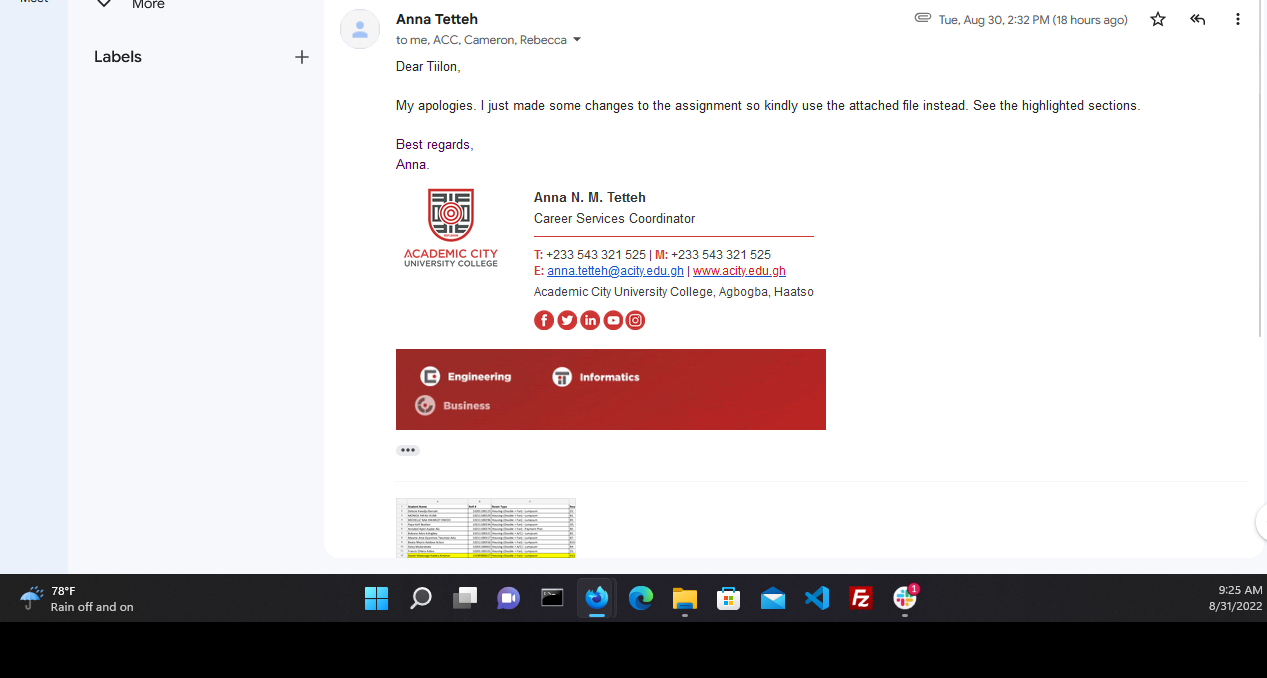 More
Labels
Anna Tetteh
Tue, Aug 30, 2:32 PM (18 hours ago)
to me, ACC, Cameron, Rebecca
Dear Tiilon,
My apologies. I just made some changes to the assignment so kindly use the attached file instead. See the highlighted sections.
Best regards,
Anna.
ACADEMIC CITY
UNIVERSITY COLLEGE
Anna N. M. Tetteh
Career Services Coordinator
T: +233 543 321 525 | M: +233 543 321 525
E: anna.tetteh@acity.edu.gh | www.acity.edu.gh
Academic City University College, Agbogba, Haatso
Engineering
Informatics
Business
78°F
Rain off and on
1
9:25 AM
8/31/2022